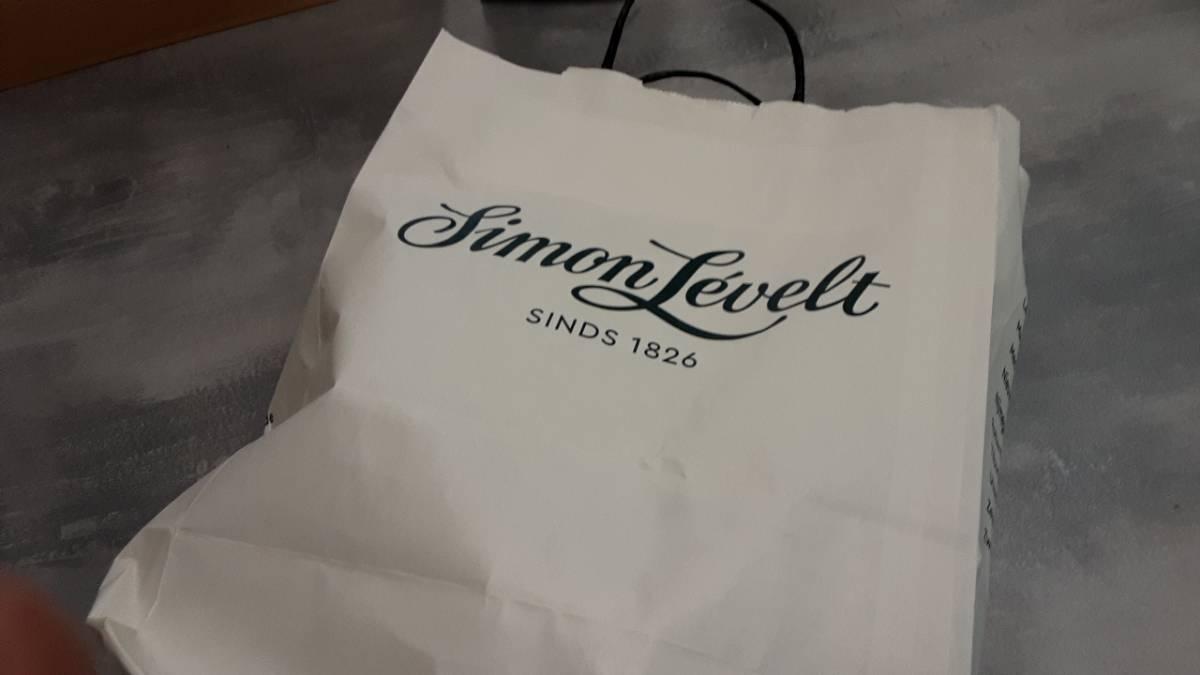 Simon Lévelt
SINDS 1826